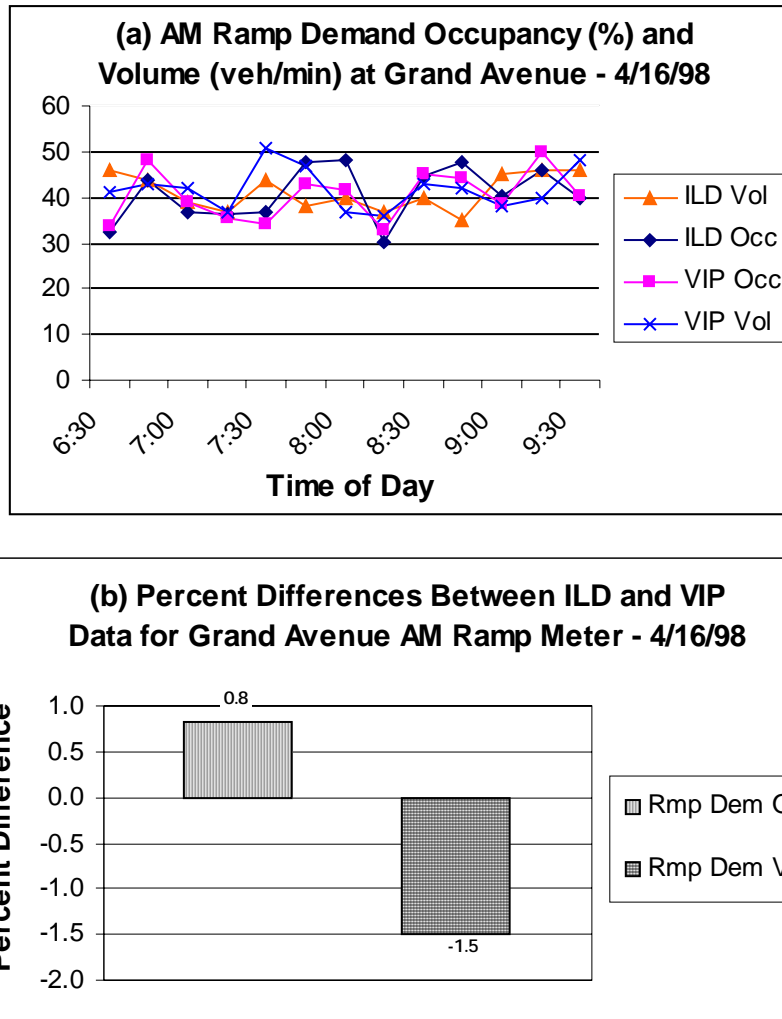 (a) AM Ramp Demand Occupancy (%) and
Volume (veh/min) at Grand Avenue - 4/16/98
60
50
40
30
20
10
0
6:30
7:00
7:30
8:00
8:30
9:00
9:30
Time of Day
ILD Vol
ILD Occ
VIP Occ
VIP Vol
(b) Percent Differences Between ILD and VIP
Data for Grand Avenue AM Ramp Meter - 4/16/98
Percent Difference
1.0
0.5
0.0
-0.5
-1.0
-1.5
-2.0
0.8
-1.5
Rmp Dem
Rmp Dem V